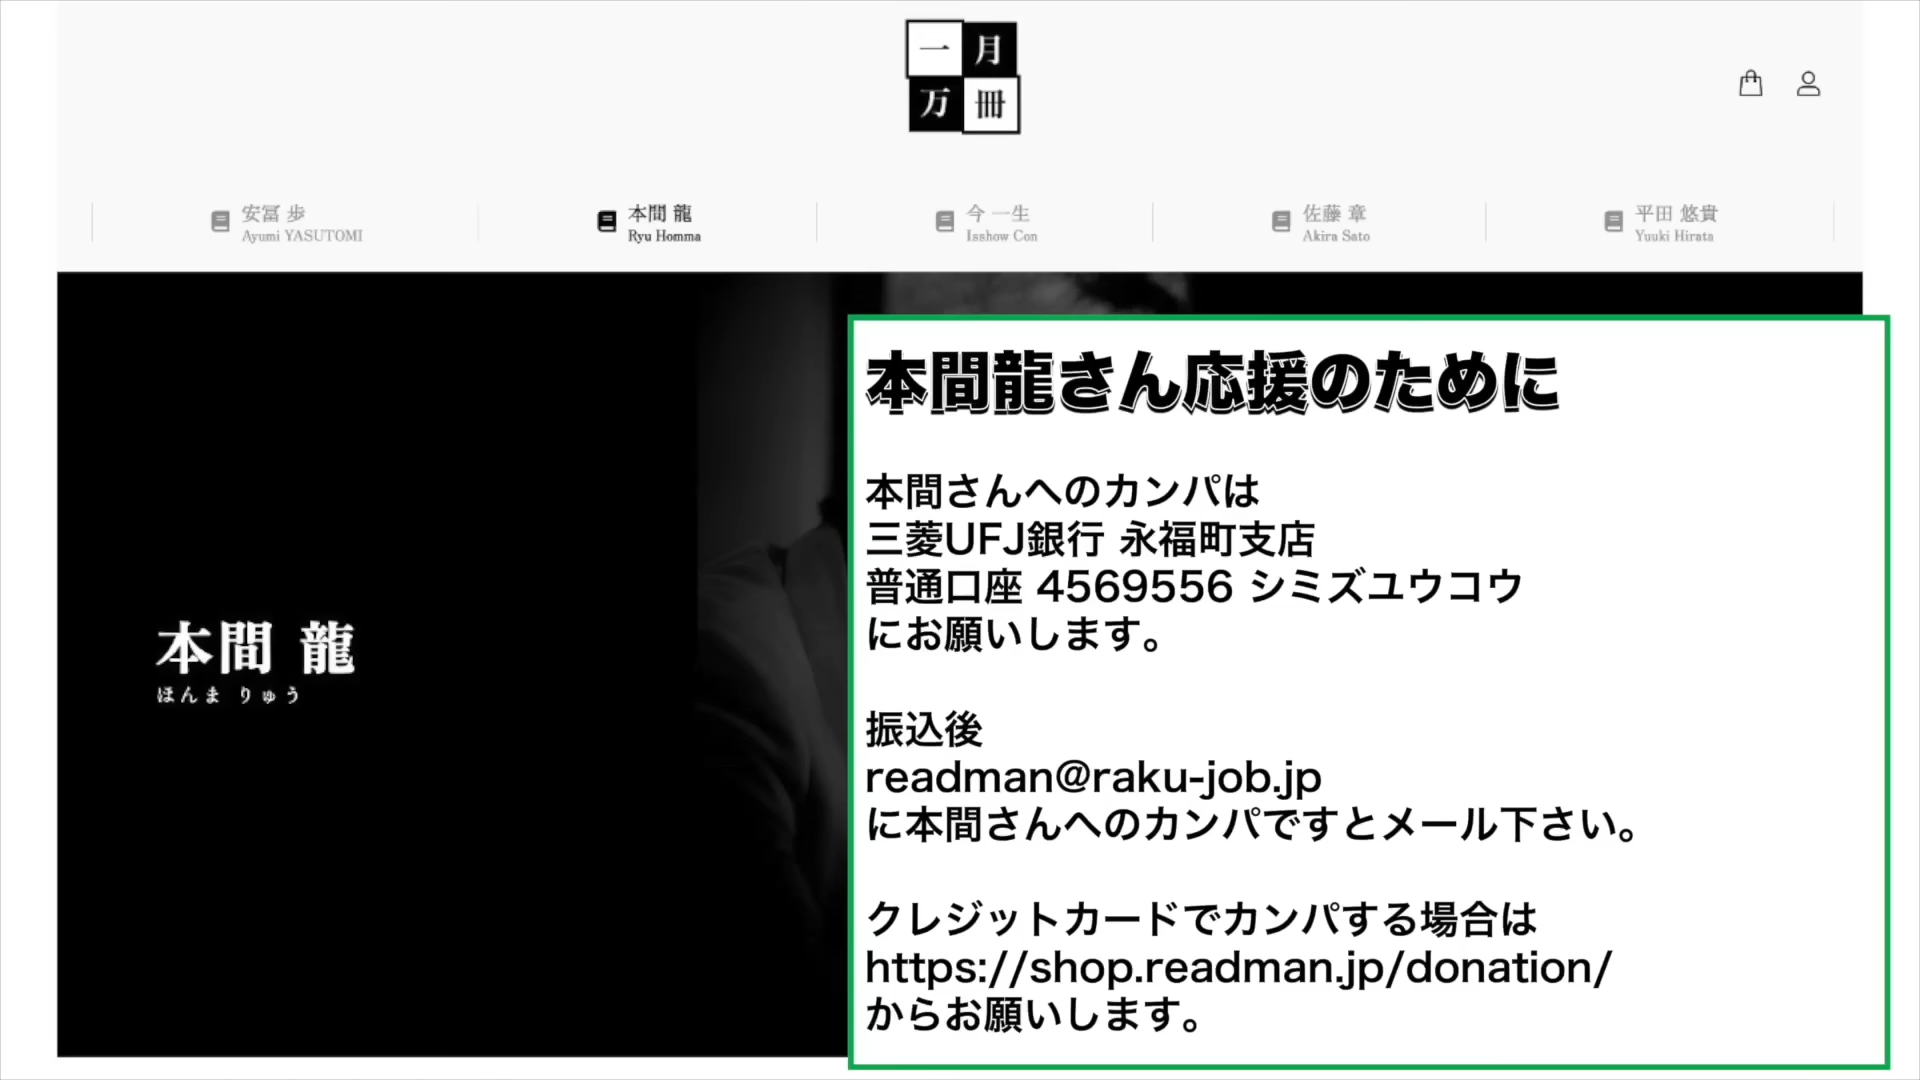 一月
万冊
安冨 歩
Ayumi YASUTOMI
本間 龍
Ryu Homma
今 一生
Isshow Con
佐藤 章
Akira Sato
平田 悠貴
Yuuki Hirata
本間 龍
ほんま りゅう
本間龍さん応援のために
本間さんへのカンパは
三菱UFJ銀行 永福町支店
普通口座 4569556 シミズユウコウ
にお願いします。
振込後
readman@raku-job.jp
に本間さんへのカンパですとメール下さい。
クレジットカードでカンパする場合は
https://shop.readman.jp/donation/
からお願いします。